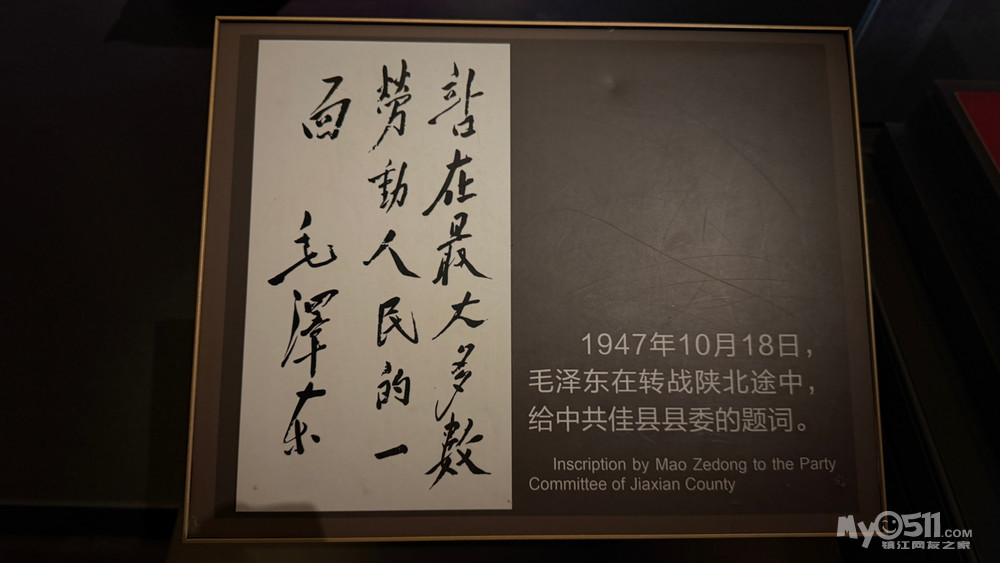 站在最大多数
劳動人民的一
面 毛澤东
1947年10月18日，
毛泽东在转战陕北途中，
给中共佳县县委的题词。
Inscription by Mao Zedong to the Party
Committee of Jiaxian County
My0511.COM
镇江网友之家